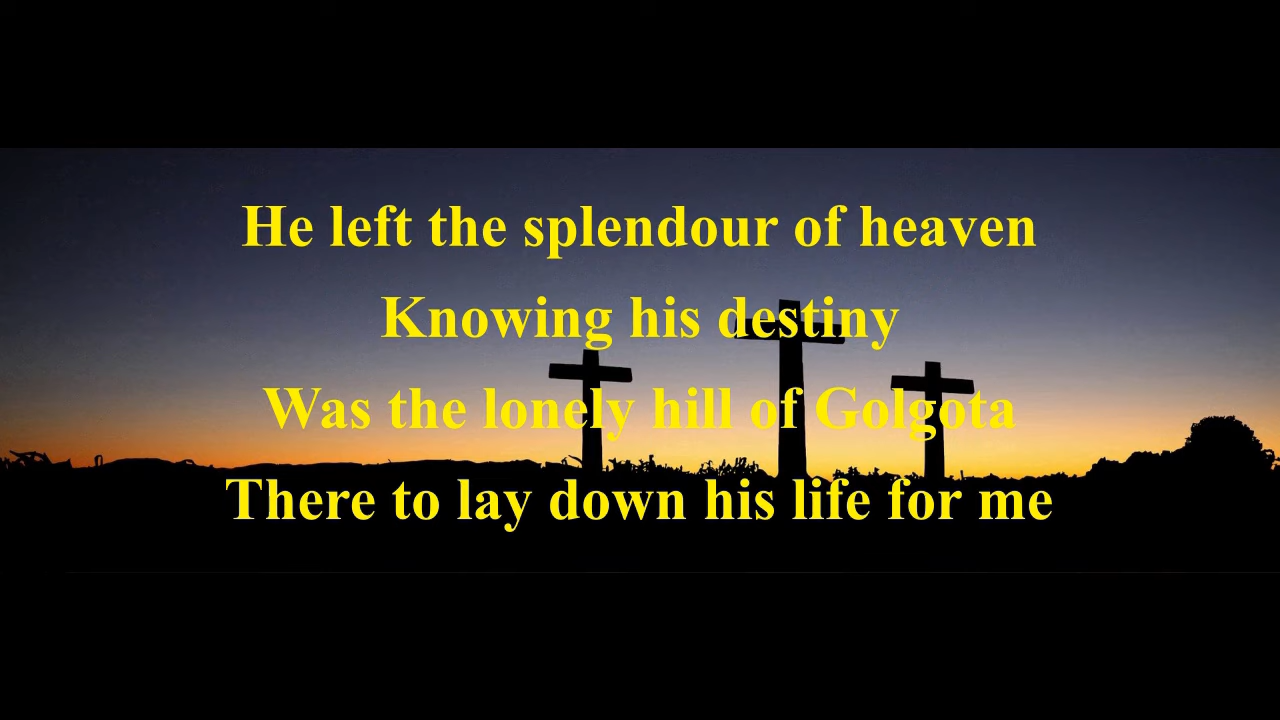 He left the splendour of heaven
Knowing his destiny
Was the lonely hill of Golgota
There to lay down his life for me